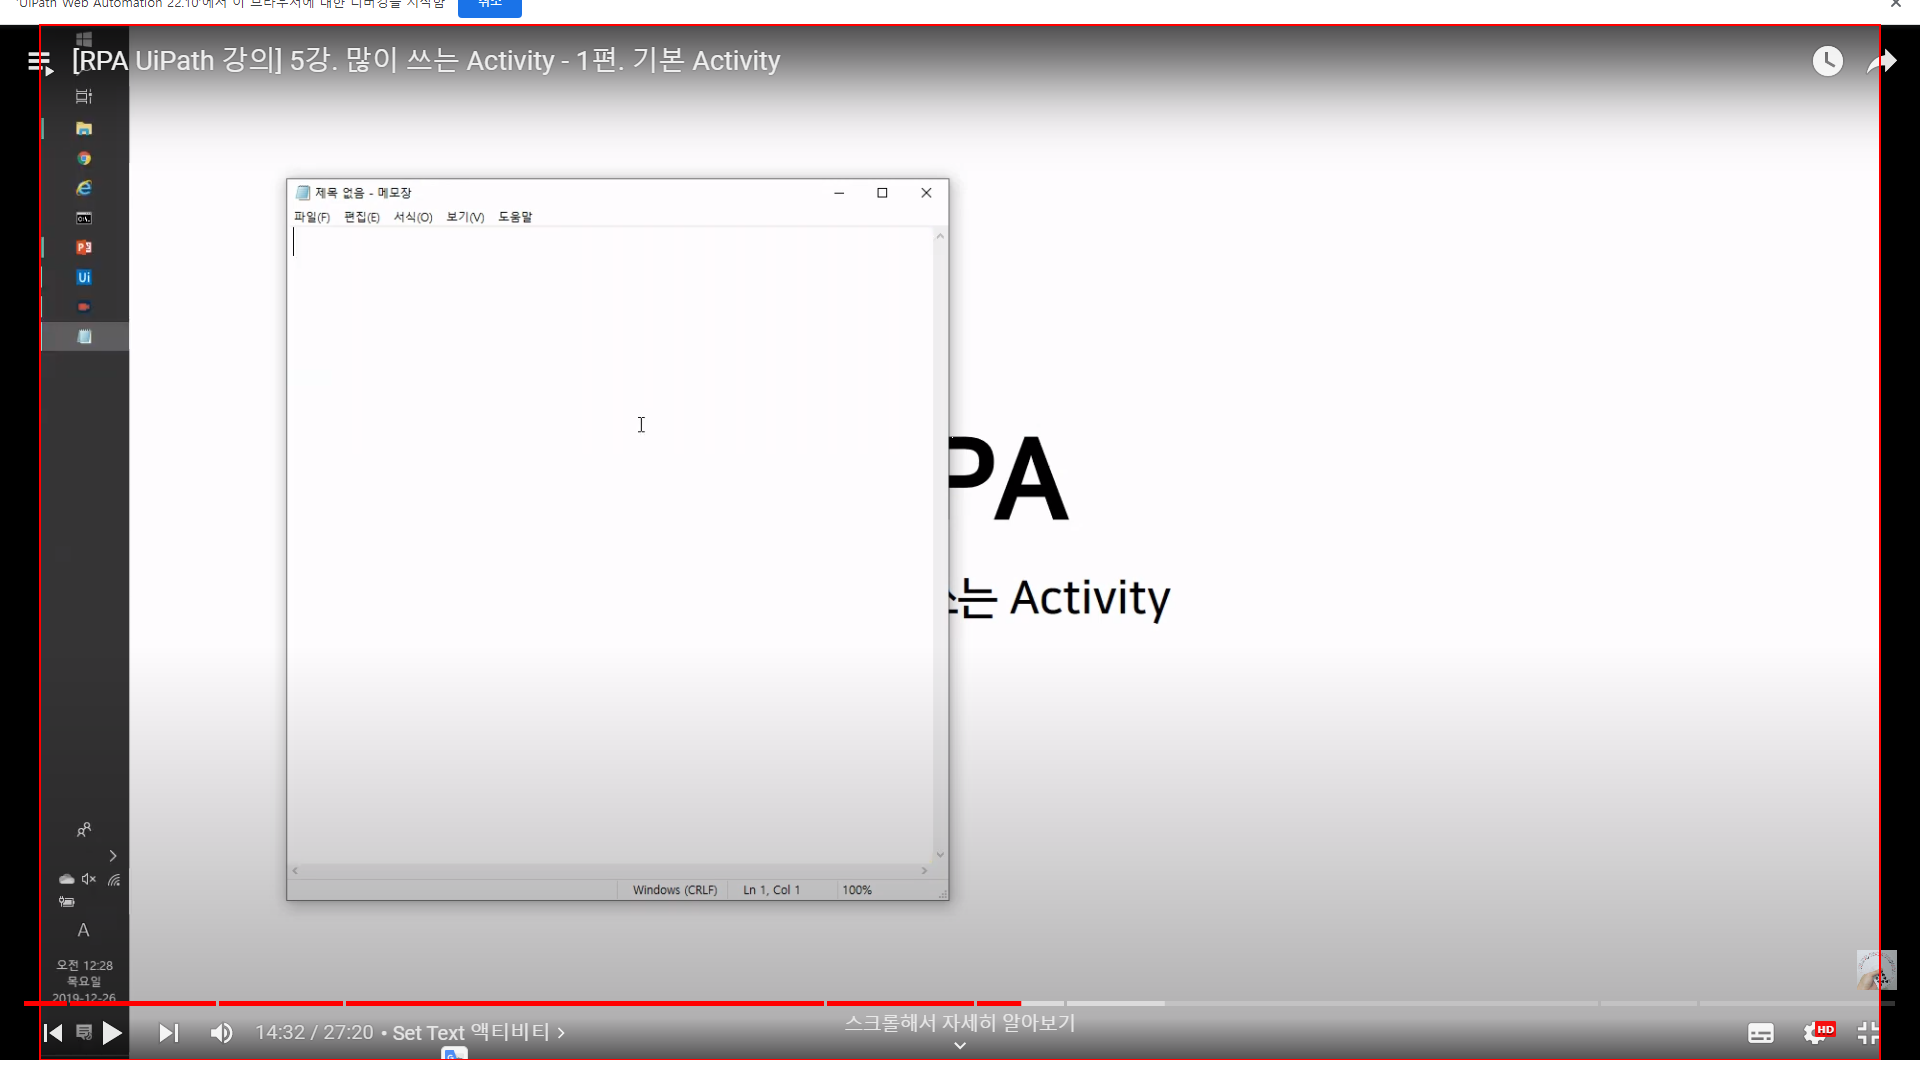 'UiPath Web Automation 22.10'에서 이 브라우저에 대한 디버깅을 시작함
취소
[RPA UiPath 강의] 5강. 많이 쓰는 Activity - 1편. 기본 Activity
제목 없음 - 메모장
파일(F) 편집(E) 서식(O) 보기(V) 도움말
PA
는 Activity
Windows (CRLF) Ln 1, Col 1 100%
A
오전 12:28
목요일
2019-12-26
14:32 / 27:20 • Set Text 액티비티
스크롤해서 자세히 알아보기
HD